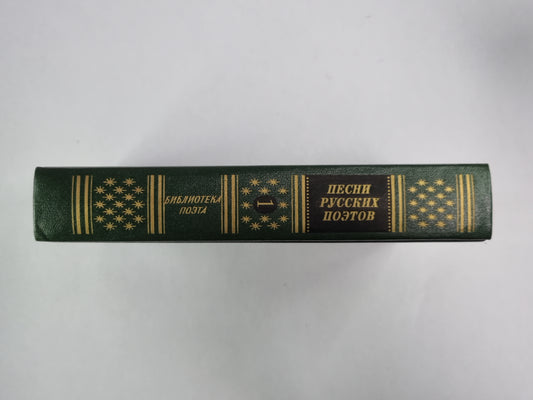 БИБЛИОТЕКА
ПОЭТА
1
ПЕСНИ
РУССКИХ
ПОЭТОВ